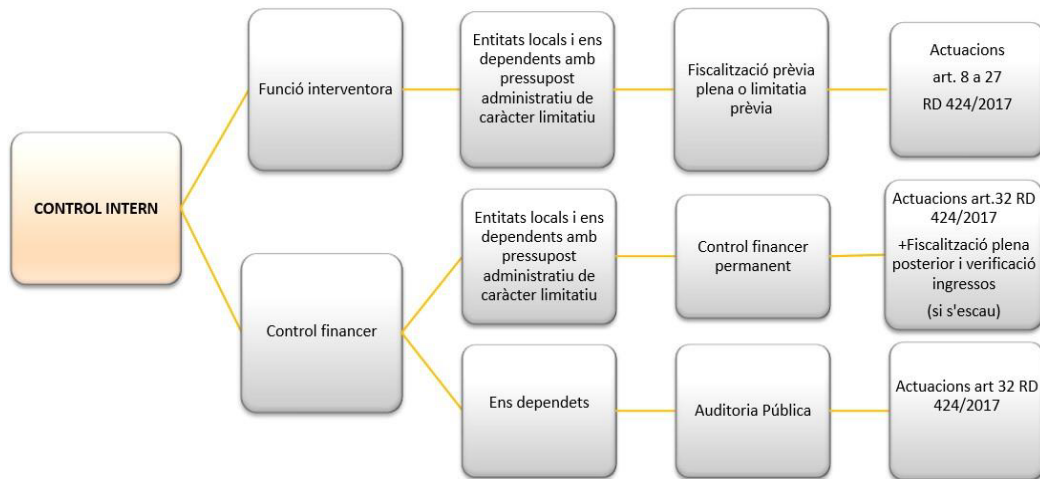 CONTROL INTERN
Funció interventora
Entitats locals i ens
dependents amb
pressupost
administratiu de
caràcter limitatiu
Fiscalització prèvia
plena o limitatia
prèvia
Actuacions
art. 8 a 27
RD 424/2017
Control financer
Entitats locals i ens
dependents amb
pressupost
administratiu de
caràcter limitatiu
Control financer
permanent
Actuacions art.32 RD
424/2017
+Fiscalització plena
posterior i verificació
ingressos
(si s'escau)
Ens dependets
Auditoria Pública
Actuacions art 32 RD
424/2017